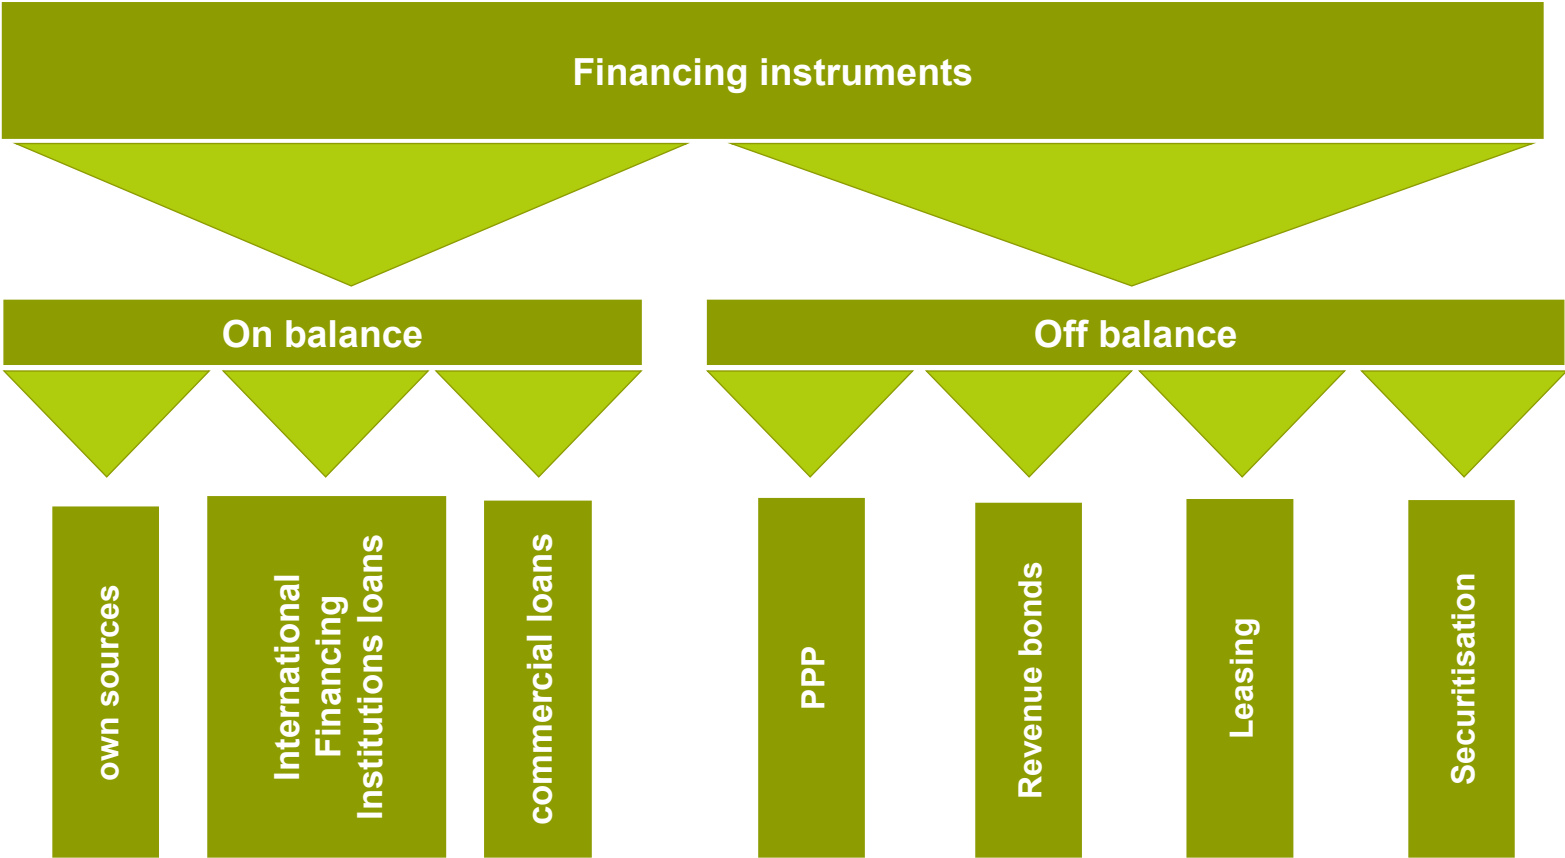 Financing instruments
On balance
Off balance
own sources
International
Financing
Institutions loans
commercial loans
PPP
Revenue bonds
Leasing
Securitisation